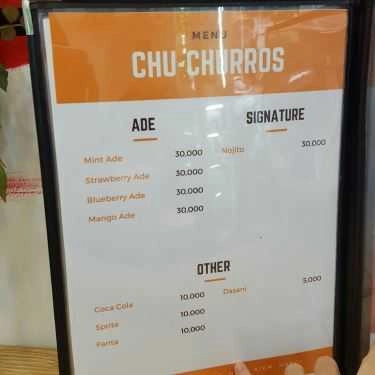 MENU
CHU-CHURROS
ADE
Mint Ade 30,000
Strawberry Ade 30,000
Blueberry Ade 30,000
Mango Ade 30,000
SIGNATURE
Nojito 30,000
OTHER
Coca Cola 10,000
Sprite 10,000
Fanta 10,000
Dasani 5,000